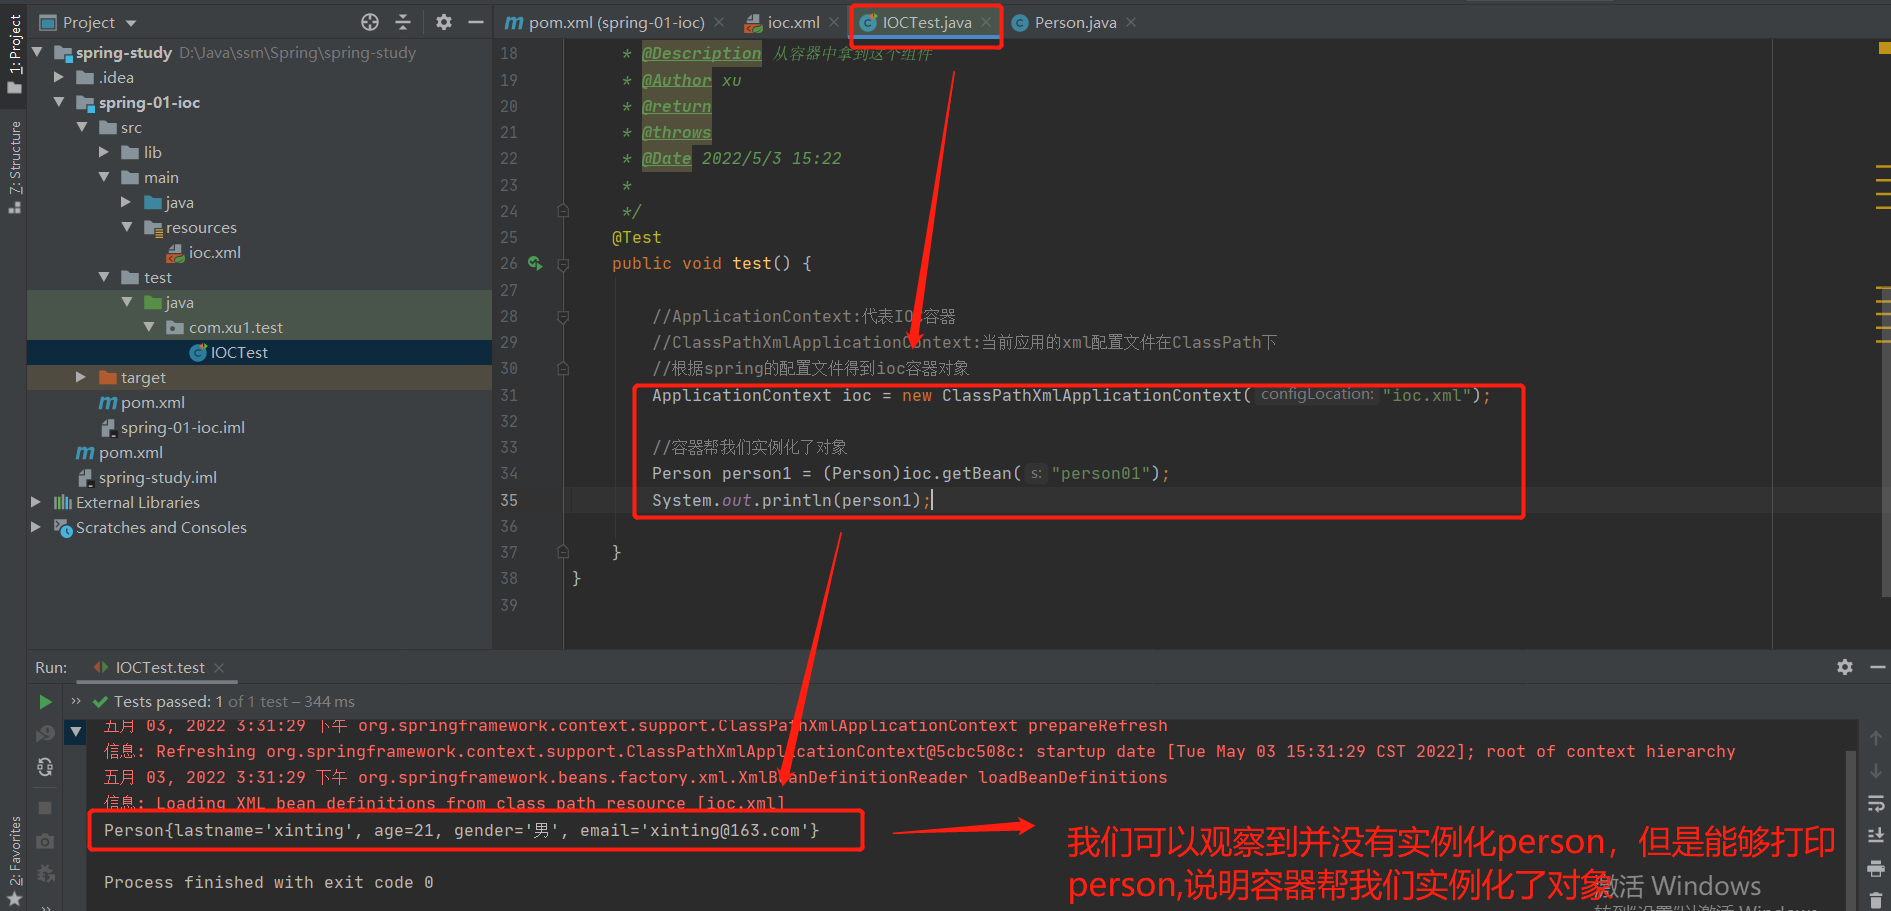 1: Project
7: Structure
2: Favorites
Project
spring-study D:\Java\ssm\Spring\spring-study
.idea
spring-01-ioc
src
lib
main
java
resources
ioc.xml
test
java
com.xu1.test
IOCTest
target
pom.xml
spring-01-ioc.iml
pom.xml
spring-study.iml
External Libraries
Scratches and Consoles
pom.xml (spring-01-ioc)
ioc.xml
IOCTest.java
Person.java
18 * @Description 从容器中拿到这个组件
19 * @Author xu
20 * @return
21 * @throws
22 * @Date 2022/5/3 15:22
23 *
24 */
25 @Test
26 public void test() {
27
28 //ApplicationContext:代表IOC容器
29 //ClassPathXmlApplicationContext:当前应用的xml配置文件在ClassPath下
30 //根据spring的配置文件得到ioc容器对象
31 ApplicationContext ioc = new ClassPathXmlApplicationContext( configLocation: "ioc.xml");
32
33 //容器帮我们实例化了对象
34 Person person1 = (Person)ioc.getBean( s: "person01");
35 System.out.println(person1);
36
37 }
38 }
39
Run: IOCTest.test
Tests passed: 1 of 1 test – 344 ms
五月 03, 2022 3:31:29 下午 org.springframework.context.support.ClassPathXmlApplicationContext prepareRefresh
信息: Refreshing org.springframework.context.support.ClassPathXmlApplicationContext@5cbc508c: startup date [Tue May 03 15:31:29 CST 2022]; root of context hierarchy
五月 03, 2022 3:31:29 下午 org.springframework.beans.factory.xml.XmlBeanDefinitionReader loadBeanDefinitions
信息: Loading XML bean definitions from class path resource [ioc.xml]
Person{lastname='xinting', age=21, gender='男', email='xinting@163.com'}
Process finished with exit code 0
我们可以观察到并没有实例化person，但是能够打印
person,说明容器帮我们实例化了对象
激活 Windows